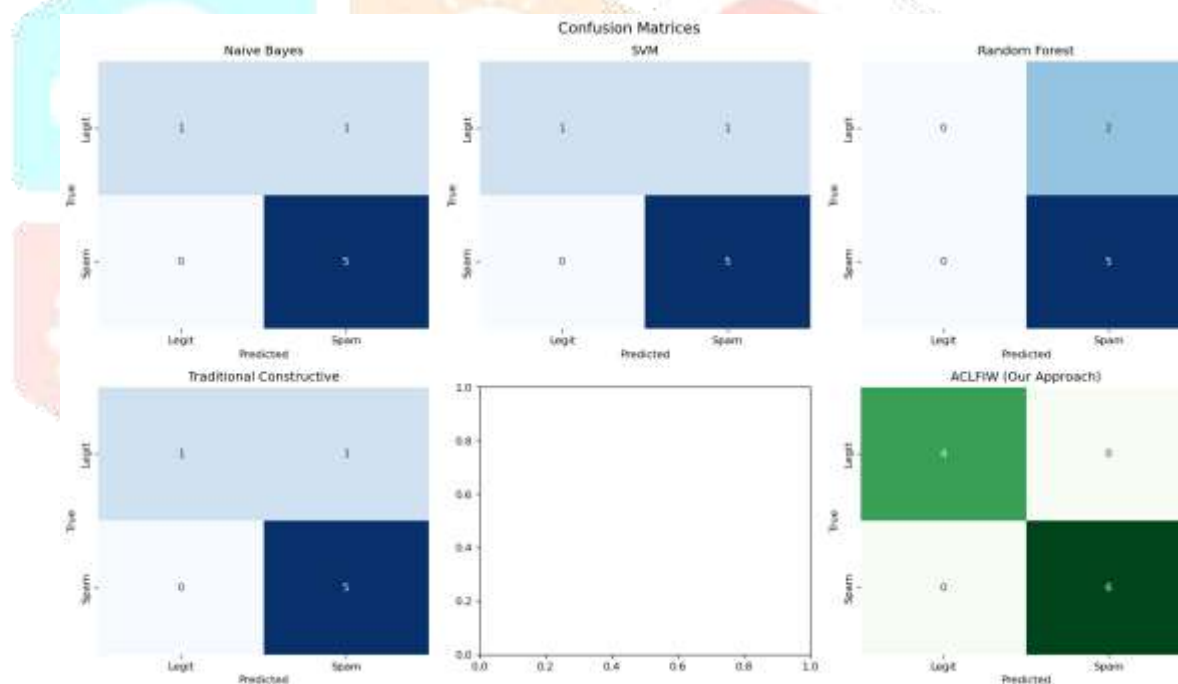 Confusion Matrices
Naive Bayes
SVM
Random Forest
Legit
1
1
Legit
1
1
Legit
0
2
True
True
True
Spam
0
5
Spam
0
5
Spam
0
5
Legit
Spam
Legit
Spam
Legit
Spam
Predicted
Predicted
Predicted
Traditional Constructive
ACLFIW (Our Approach)
Legit
1
1
1.0
0.8
0.6
0.4
0.2
0.0
Legit
4
0
True
True
Spam
0
5
Spam
0
6
Legit
Spam
0.0
0.2
0.4
0.6
0.8
1.0
Legit
Spam
Predicted
Predicted